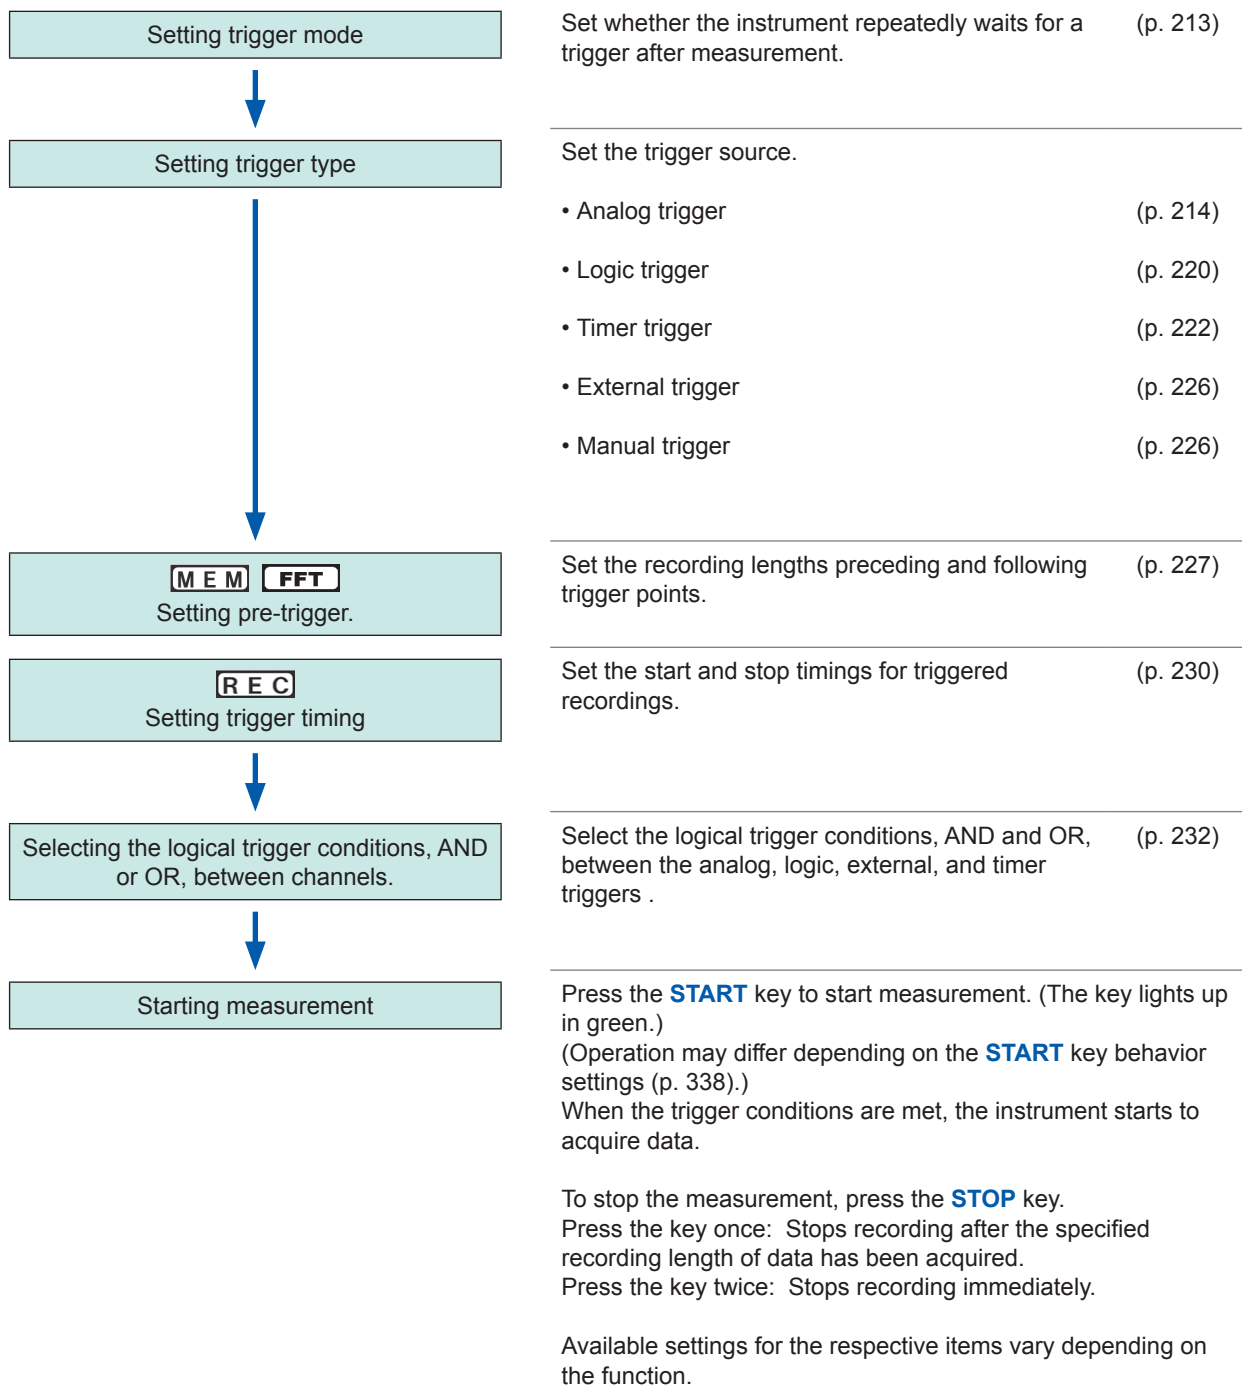 Setting trigger mode
Set whether the instrument repeatedly waits for a (p. 213)
trigger after measurement.
Setting trigger type
Set the trigger source.
• Analog trigger (p. 214)
• Logic trigger (p. 220)
• Timer trigger (p. 222)
• External trigger (p. 226)
• Manual trigger (p. 226)
MEM FFT
Setting pre-trigger.
Set the recording lengths preceding and following (p. 227)
trigger points.
REC
Setting trigger timing
Set the start and stop timings for triggered (p. 230)
recordings.
Selecting the logical trigger conditions, AND
or OR, between channels.
Select the logical trigger conditions, AND and OR, (p. 232)
between the analog, logic, external, and timer
triggers .
Starting measurement
Press the START key to start measurement. (The key lights up
in green.)
(Operation may differ depending on the START key behavior
settings (p. 338).)
When the trigger conditions are met, the instrument starts to
acquire data.
To stop the measurement, press the STOP key.
Press the key once: Stops recording after the specified
recording length of data has been acquired.
Press the key twice: Stops recording immediately.
Available settings for the respective items vary depending on
the function.